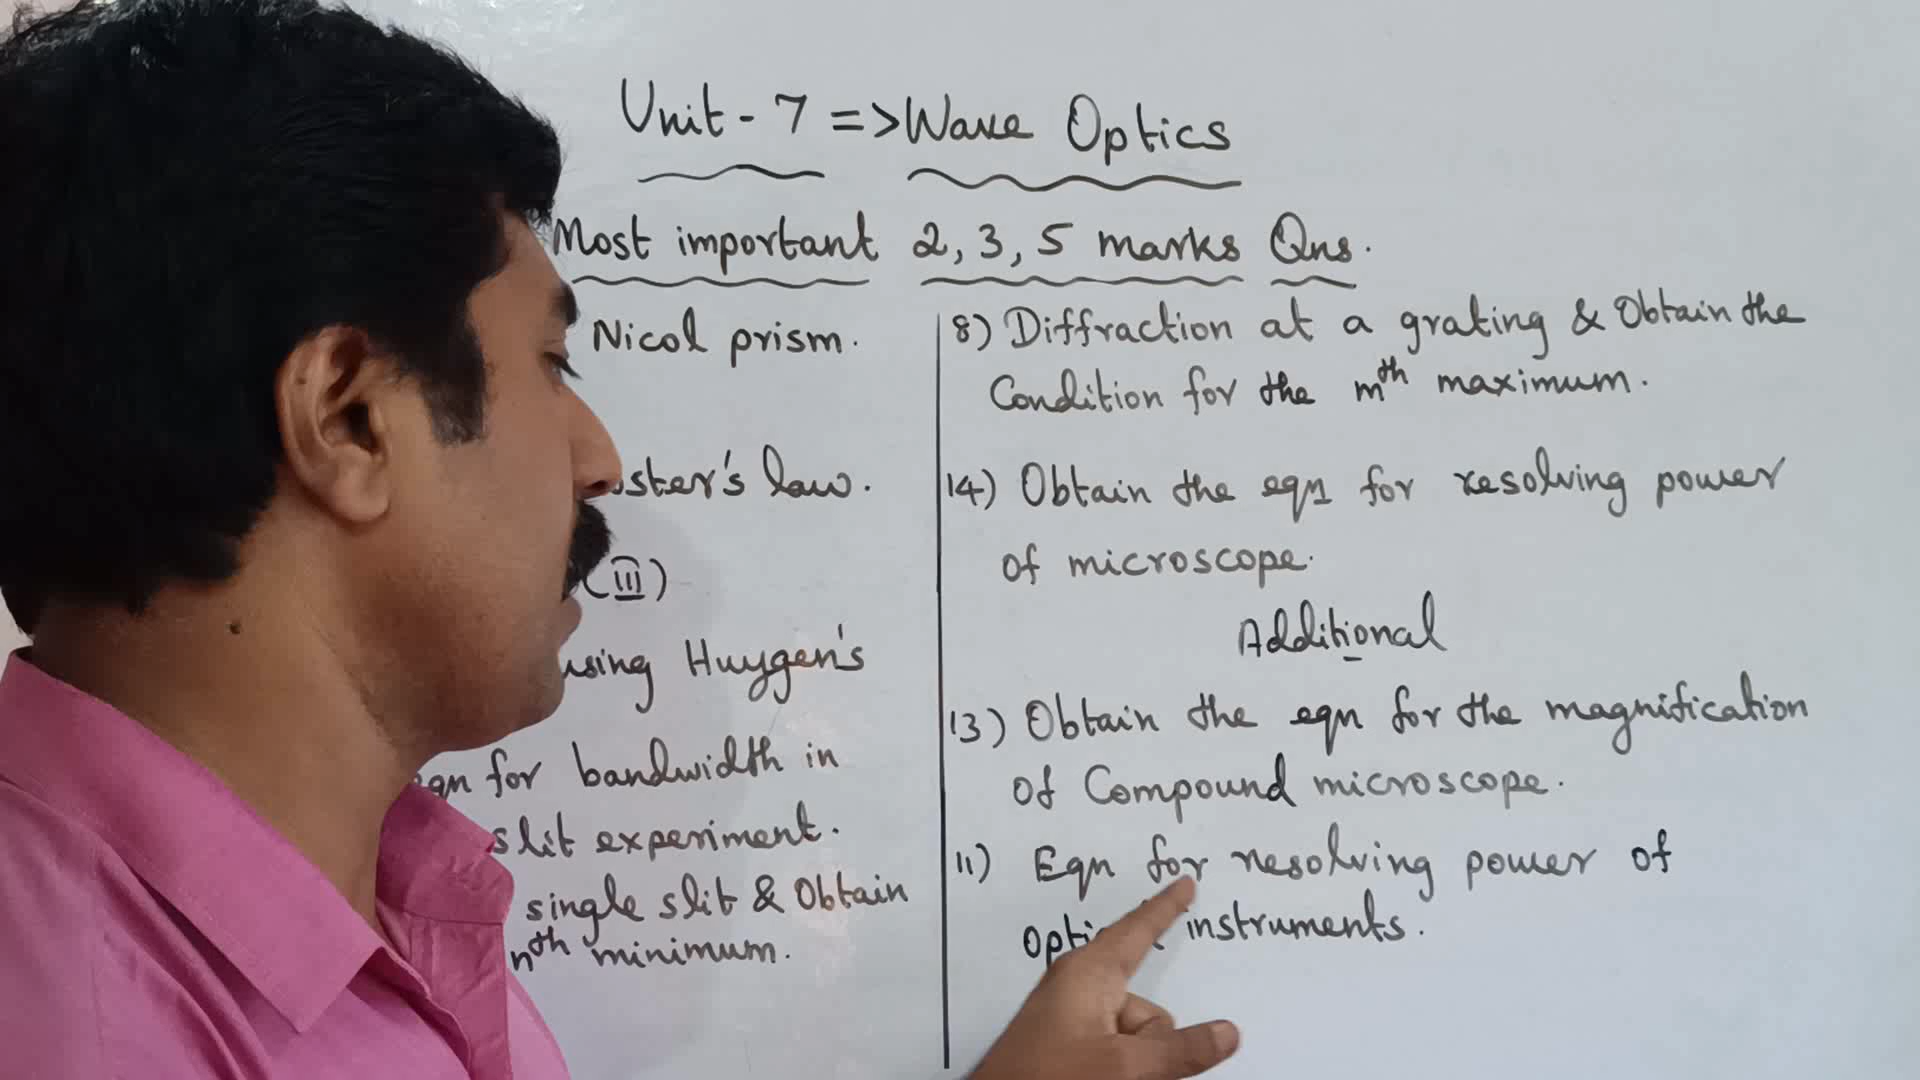 Unit - 7 => Wave Optics
Most important 2, 3, 5 marks Qns.
Nicol prism.
ster's law.
(III)
using Huygen's
eqn for bandwidth in
slit experiment.
single slit & Obtain
nth minimum.
8) Diffraction at a grating & Obtain the
Condition for the mth maximum.
14) Obtain the eqn for resolving power
of microscope.
Additional
13) Obtain the eqn for the magnification
of Compound microscope.
11) Eqn for resolving power of
instruments.